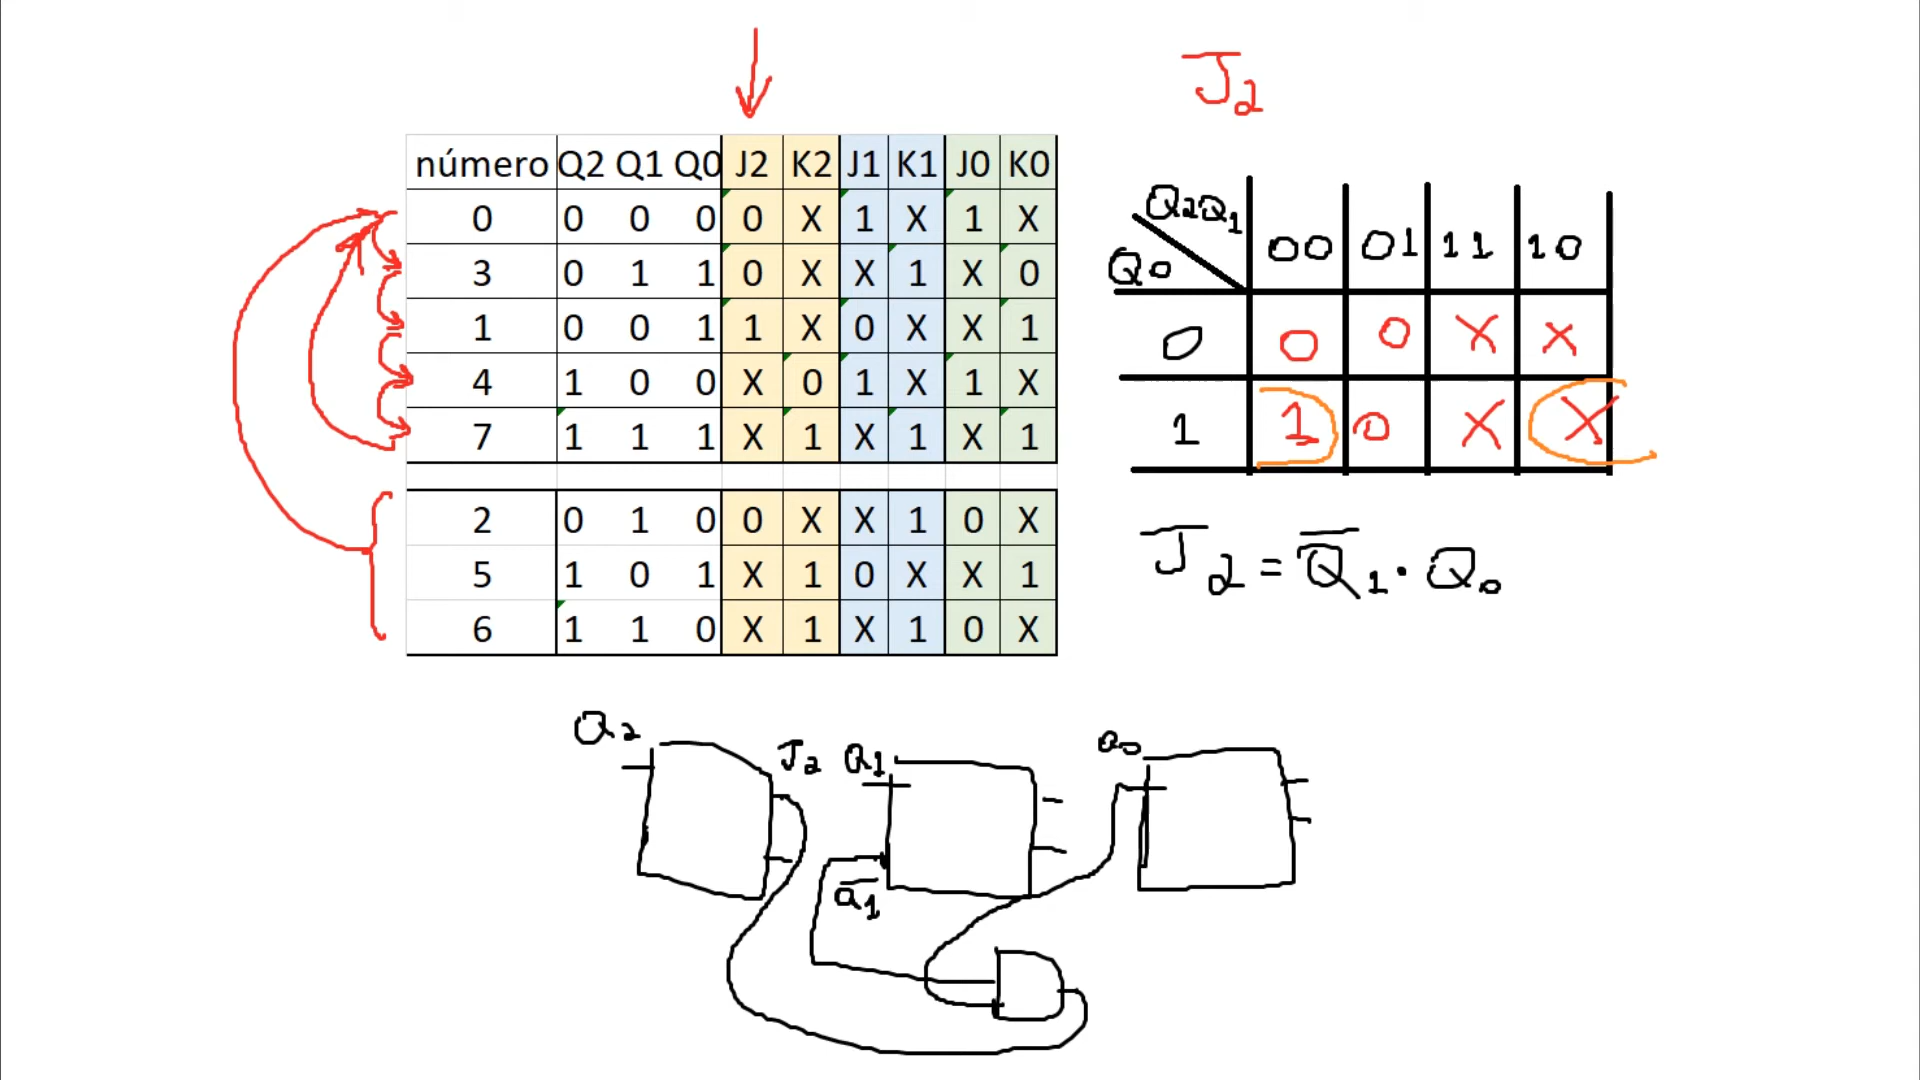 J2
número Q2 Q1 Q0 J2 K2 J1 K1 J0 K0
0 0 0 0 0 X 1 X 1 X
3 0 1 1 0 X X 1 X 0
1 0 0 1 1 X 0 X X 1
4 1 0 0 X 0 1 X 1 X
7 1 1 1 X 1 X 1 X 1
2 0 1 0 0 X X 1 0 X
5 1 0 1 X 1 0 X X 1
6 1 1 0 X 1 X 1 0 X
Q2Q1
Q0
00 01 11 10
0 0 0 X X
1 1 0 X X
J2 = Q̅1 · Q0
Q2 J2 Q1 Q0
Q̅1